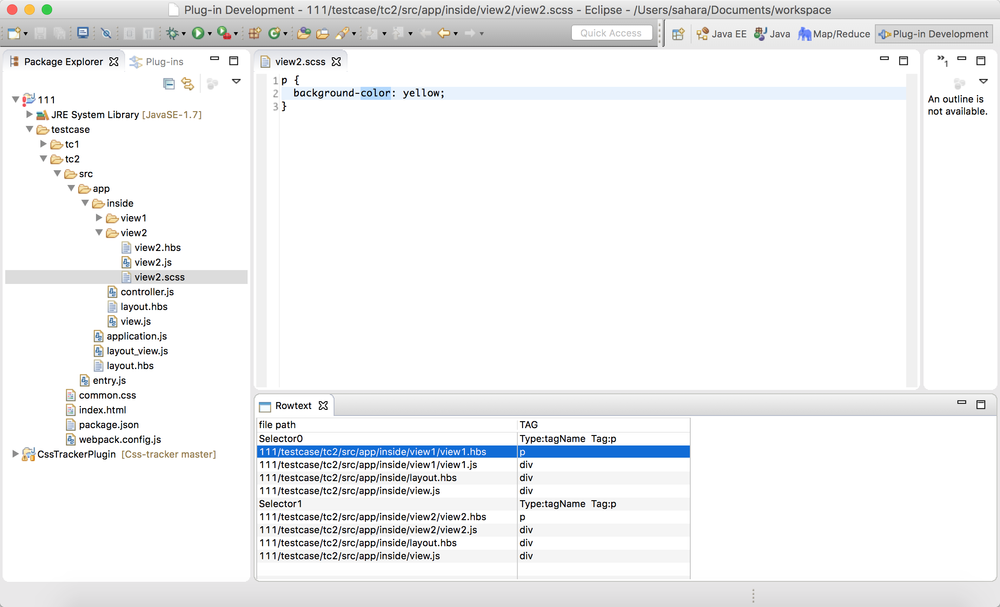 Plug-in Development - 111/testcase/tc2/src/app/inside/view2/view2.scss - Eclipse - /Users/sahara/Documents/workspace
Quick Access
Java EE
Java
Map/Reduce
Plug-in Development
Package Explorer
Plug-ins
111
JRE System Library [JavaSE-1.7]
testcase
tc1
tc2
src
app
inside
view1
view2
view2.hbs
view2.js
view2.scss
controller.js
layout.hbs
view.js
application.js
layout_view.js
layout.hbs
entry.js
common.css
index.html
package.json
webpack.config.js
CssTrackerPlugin [Css-tracker master]
view2.scss
1 p {
2 background-color: yellow;
3 }
»1
An outline is
not available.
Rowtext
file path TAG
Selector0 Type:tagName Tag:p
111/testcase/tc2/src/app/inside/view1/view1.hbs p
111/testcase/tc2/src/app/inside/view1/view1.js div
111/testcase/tc2/src/app/inside/layout.hbs div
111/testcase/tc2/src/app/inside/view.js div
Selector1 Type:tagName Tag:p
111/testcase/tc2/src/app/inside/view2/view2.hbs p
111/testcase/tc2/src/app/inside/view2/view2.js div
111/testcase/tc2/src/app/inside/layout.hbs div
111/testcase/tc2/src/app/inside/view.js div